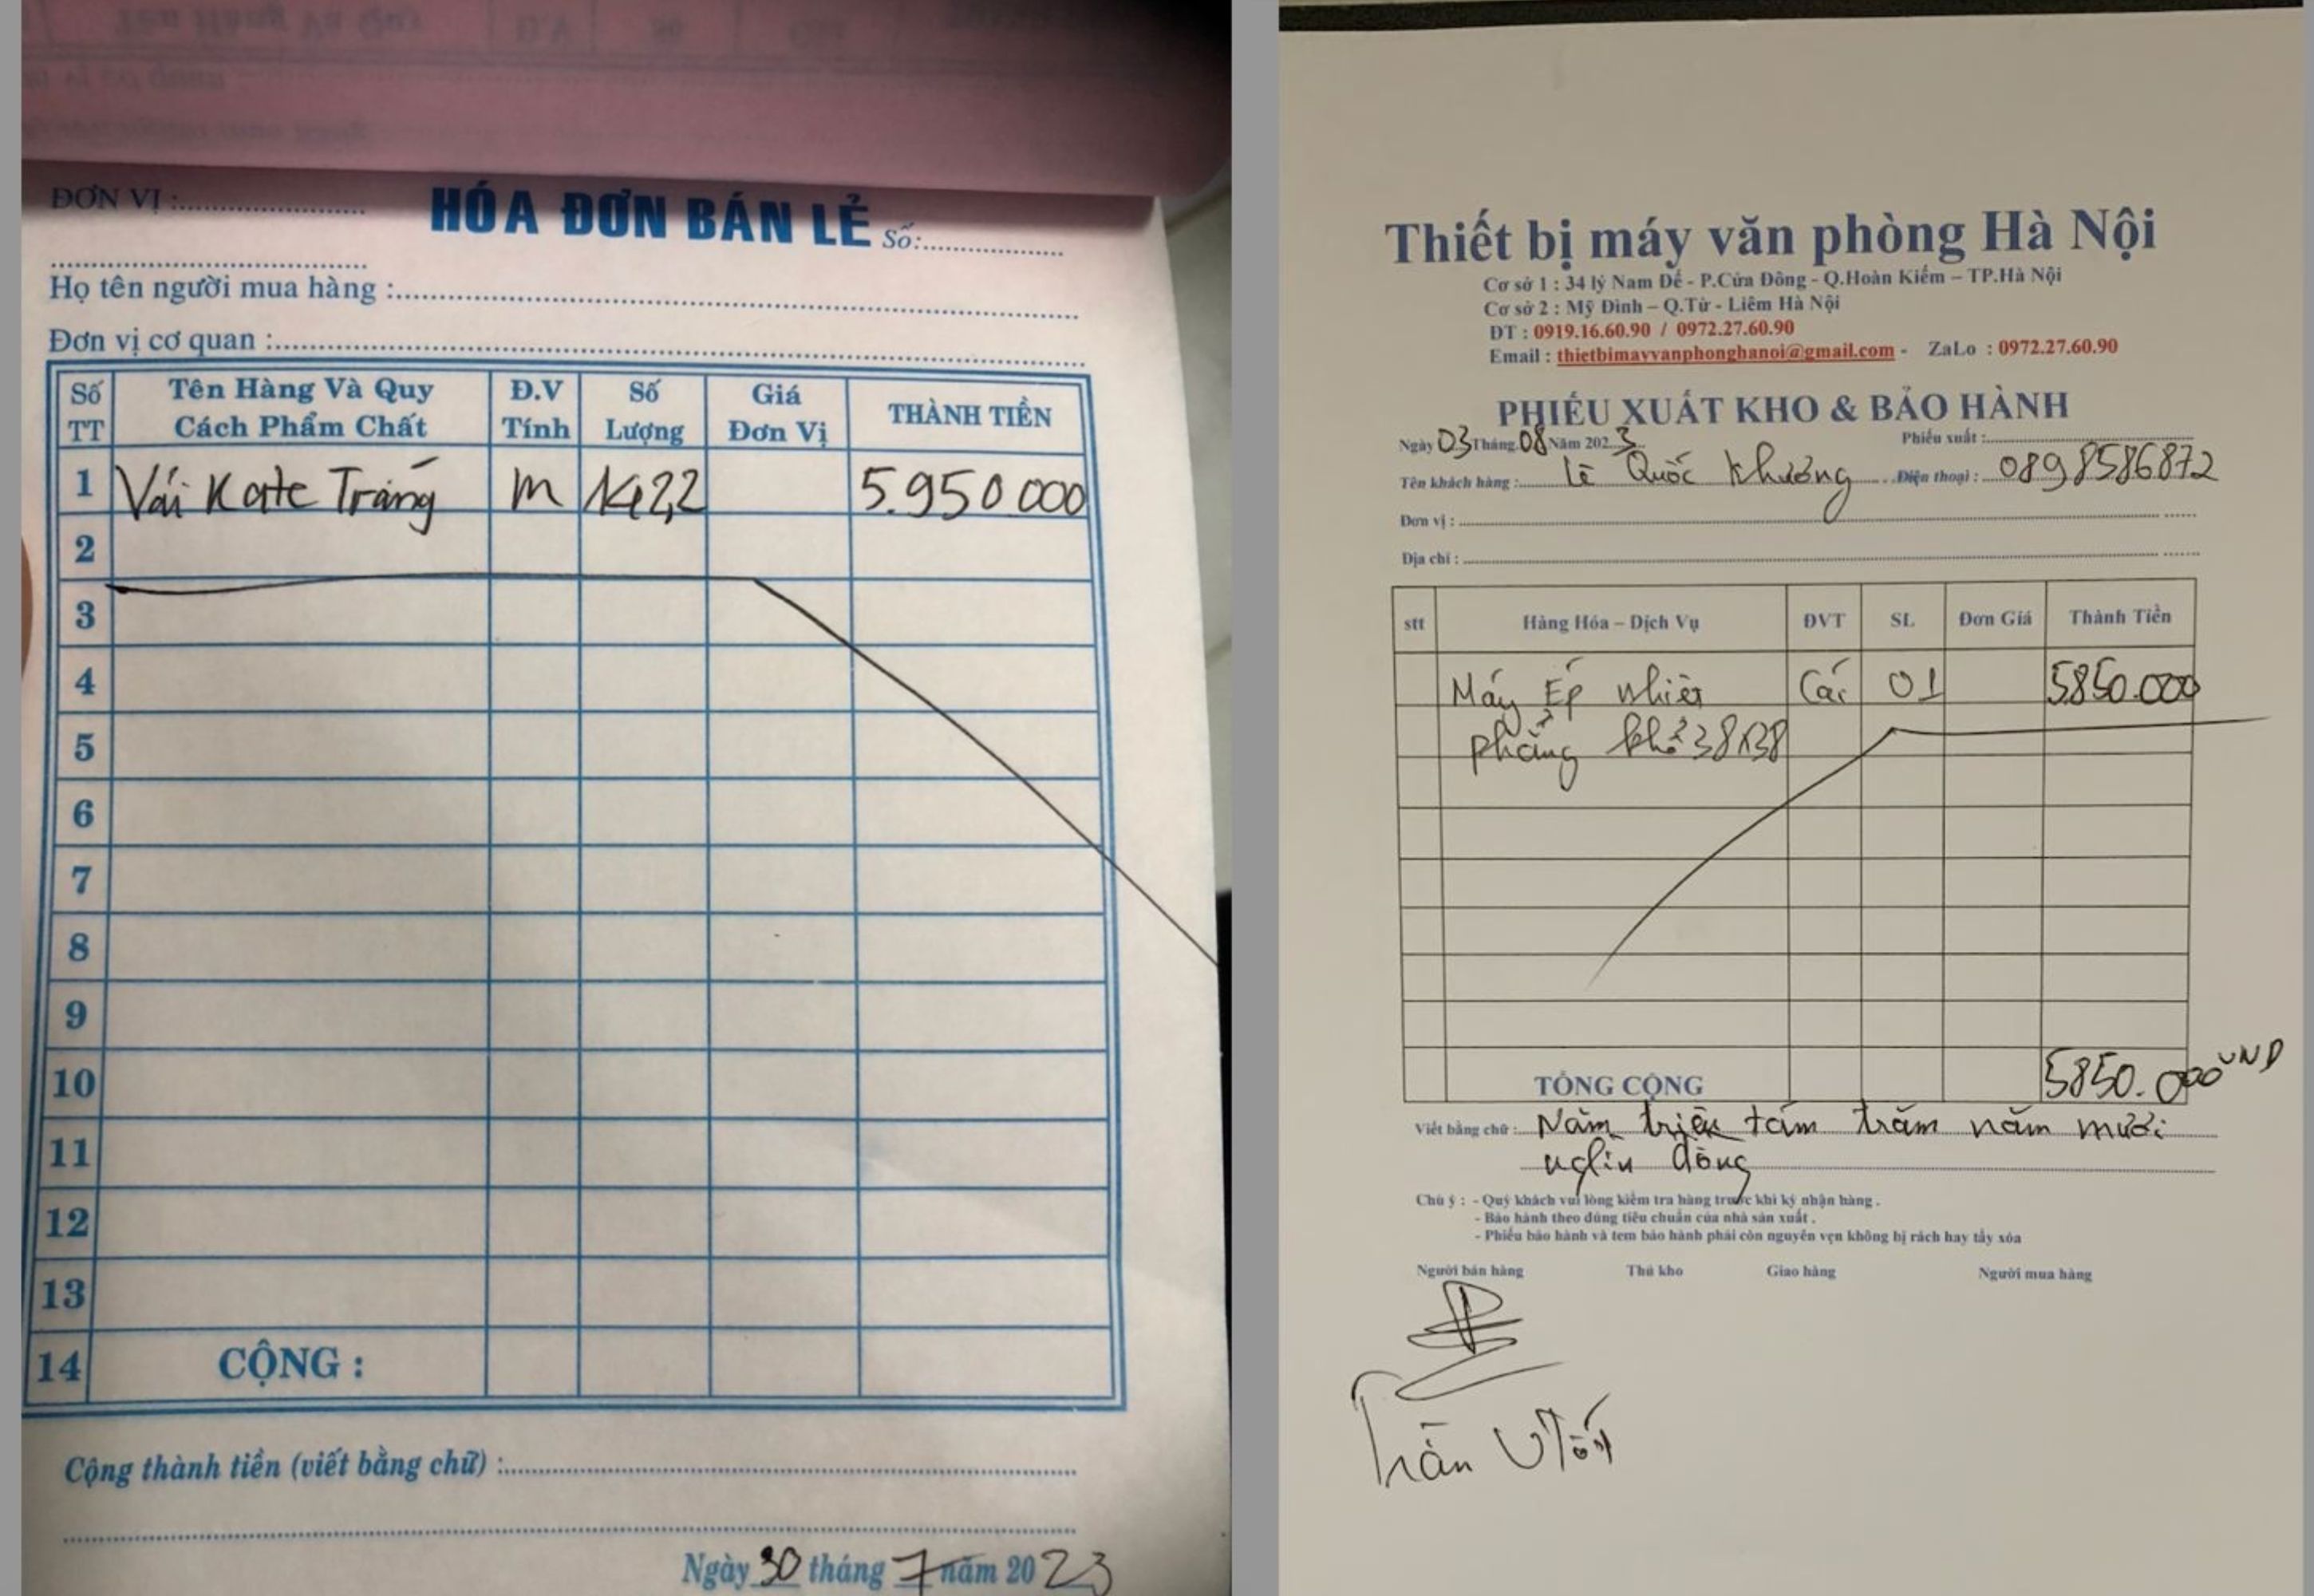 ĐƠN VỊ :
HÓA ĐƠN BÁN LẺ Số:
Họ tên người mua hàng :
Đơn vị cơ quan :
Số TT Tên Hàng Và Quy Cách Phẩm Chất Đ.V Tính Số Lượng Giá Đơn Vị THÀNH TIỀN
1 Vải Kate Trắng m 1422 5.950 000
2
3
4
5
6
7
8
9
10
11
12
13
14 CỘNG :
Cộng thành tiền (viết bằng chữ) :
Ngày 30 tháng 7 năm 2023
Thiết bị máy văn phòng Hà Nội
Cơ sở 1 : 34 lý Nam Đế - P.Cửa Đông - Q.Hoàn Kiếm – TP.Hà Nội
Cơ sở 2 : Mỹ Đình – Q.Từ - Liêm Hà Nội
ĐT : 0919.16.60.90 / 0972.27.60.90
Email : thietbimayvanphonghanoi@gmail.com - ZaLo : 0972.27.60.90
PHIẾU XUẤT KHO & BẢO HÀNH
Ngày 03 Tháng 08 Năm 2023 Phiếu xuất :
Tên khách hàng : Lê Quốc Khương Điện thoại : 0898586872
Đơn vị :
Địa chỉ :
stt Hàng Hóa – Dịch Vụ ĐVT SL Đơn Giá Thành Tiền
Máy Ép nhiệt Cái 01 5850.000
phẳng khổ 38x38
TỔNG CỘNG 5850.000 VNĐ
Viết bằng chữ : Năm triệu tám trăm năm mươi
nghìn đồng
Chú ý : - Quý khách vui lòng kiểm tra hàng trước khi ký nhận hàng .
- Bảo hành theo đúng tiêu chuẩn của nhà sản xuất .
- Phiếu bảo hành và tem bảo hành phải còn nguyên vẹn không bị rách hay tẩy xóa
Người bán hàng Thủ kho Giao hàng Người mua hàng
Trần